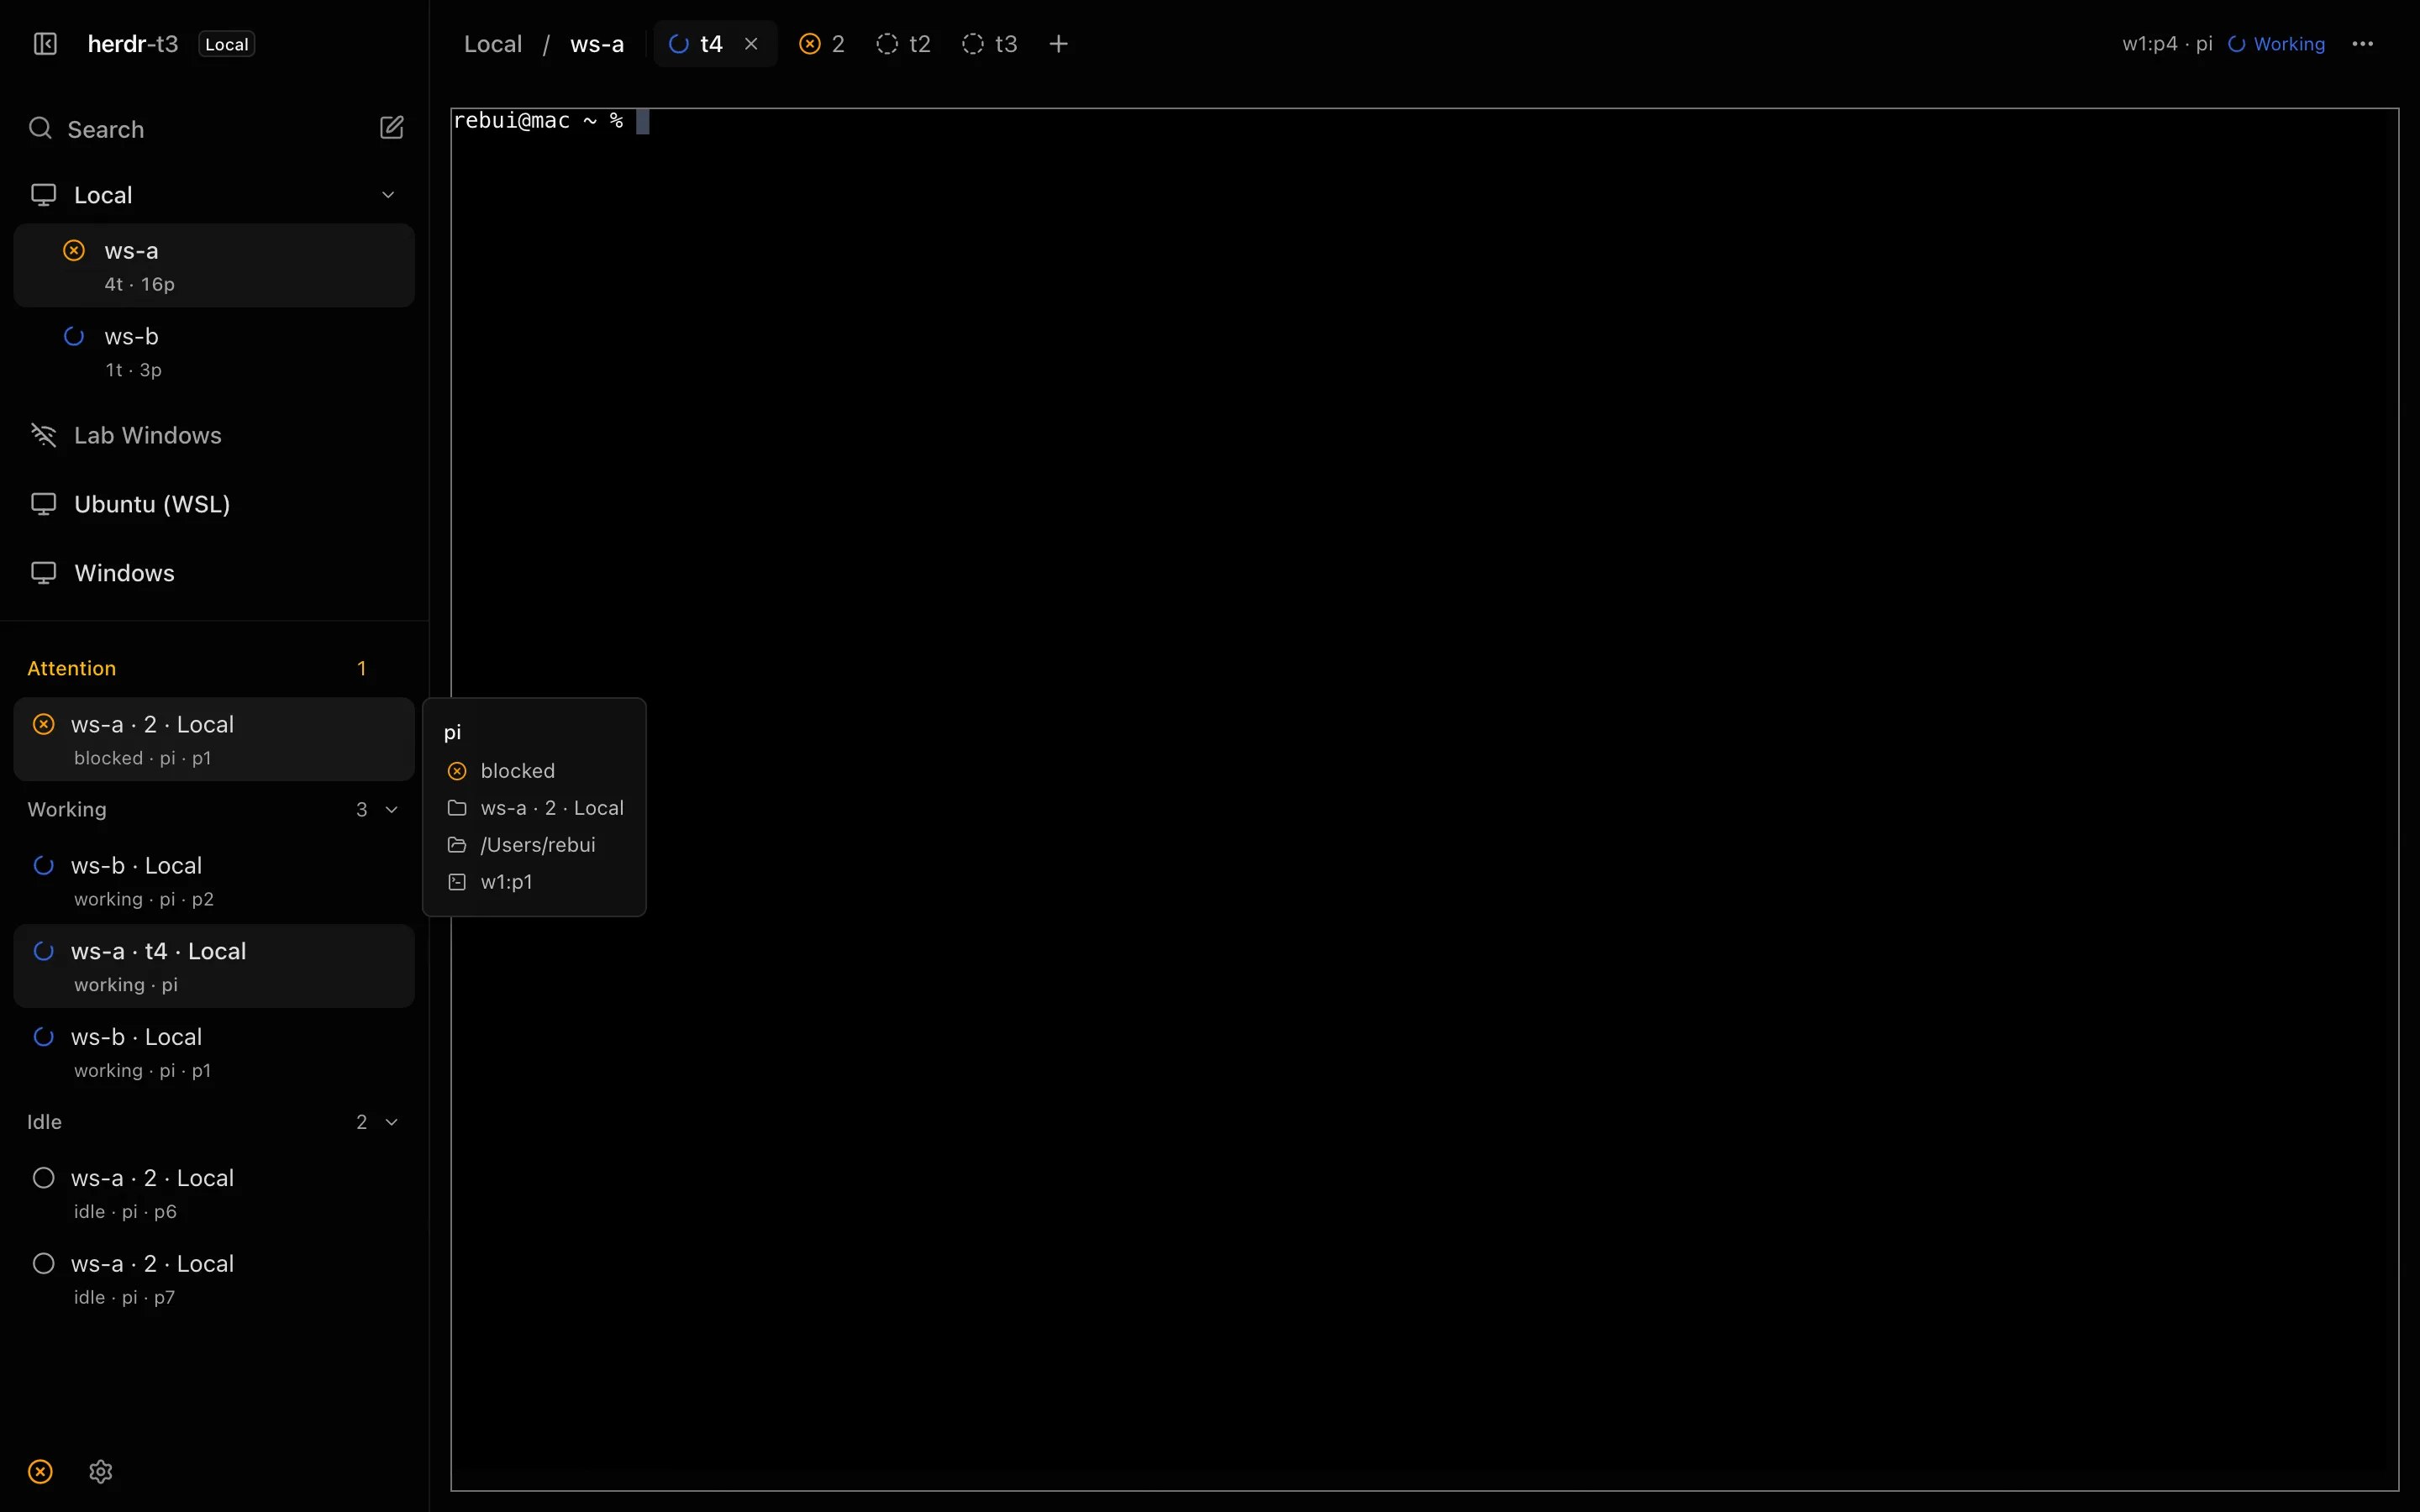 herdr-t3 Local
Search
Local
ws-a
4t · 16p
ws-b
1t · 3p
Lab Windows
Ubuntu (WSL)
Windows
Attention 1
ws-a · 2 · Local
blocked · pi · p1
Working 3
ws-b · Local
working · pi · p2
ws-a · t4 · Local
working · pi
ws-b · Local
working · pi · p1
Idle 2
ws-a · 2 · Local
idle · pi · p6
ws-a · 2 · Local
idle · pi · p7
Local / ws-a t4 2 t2 t3
w1:p4 · pi Working
rebui@mac ~ %
pi
blocked
ws-a · 2 · Local
/Users/rebui
w1:p1